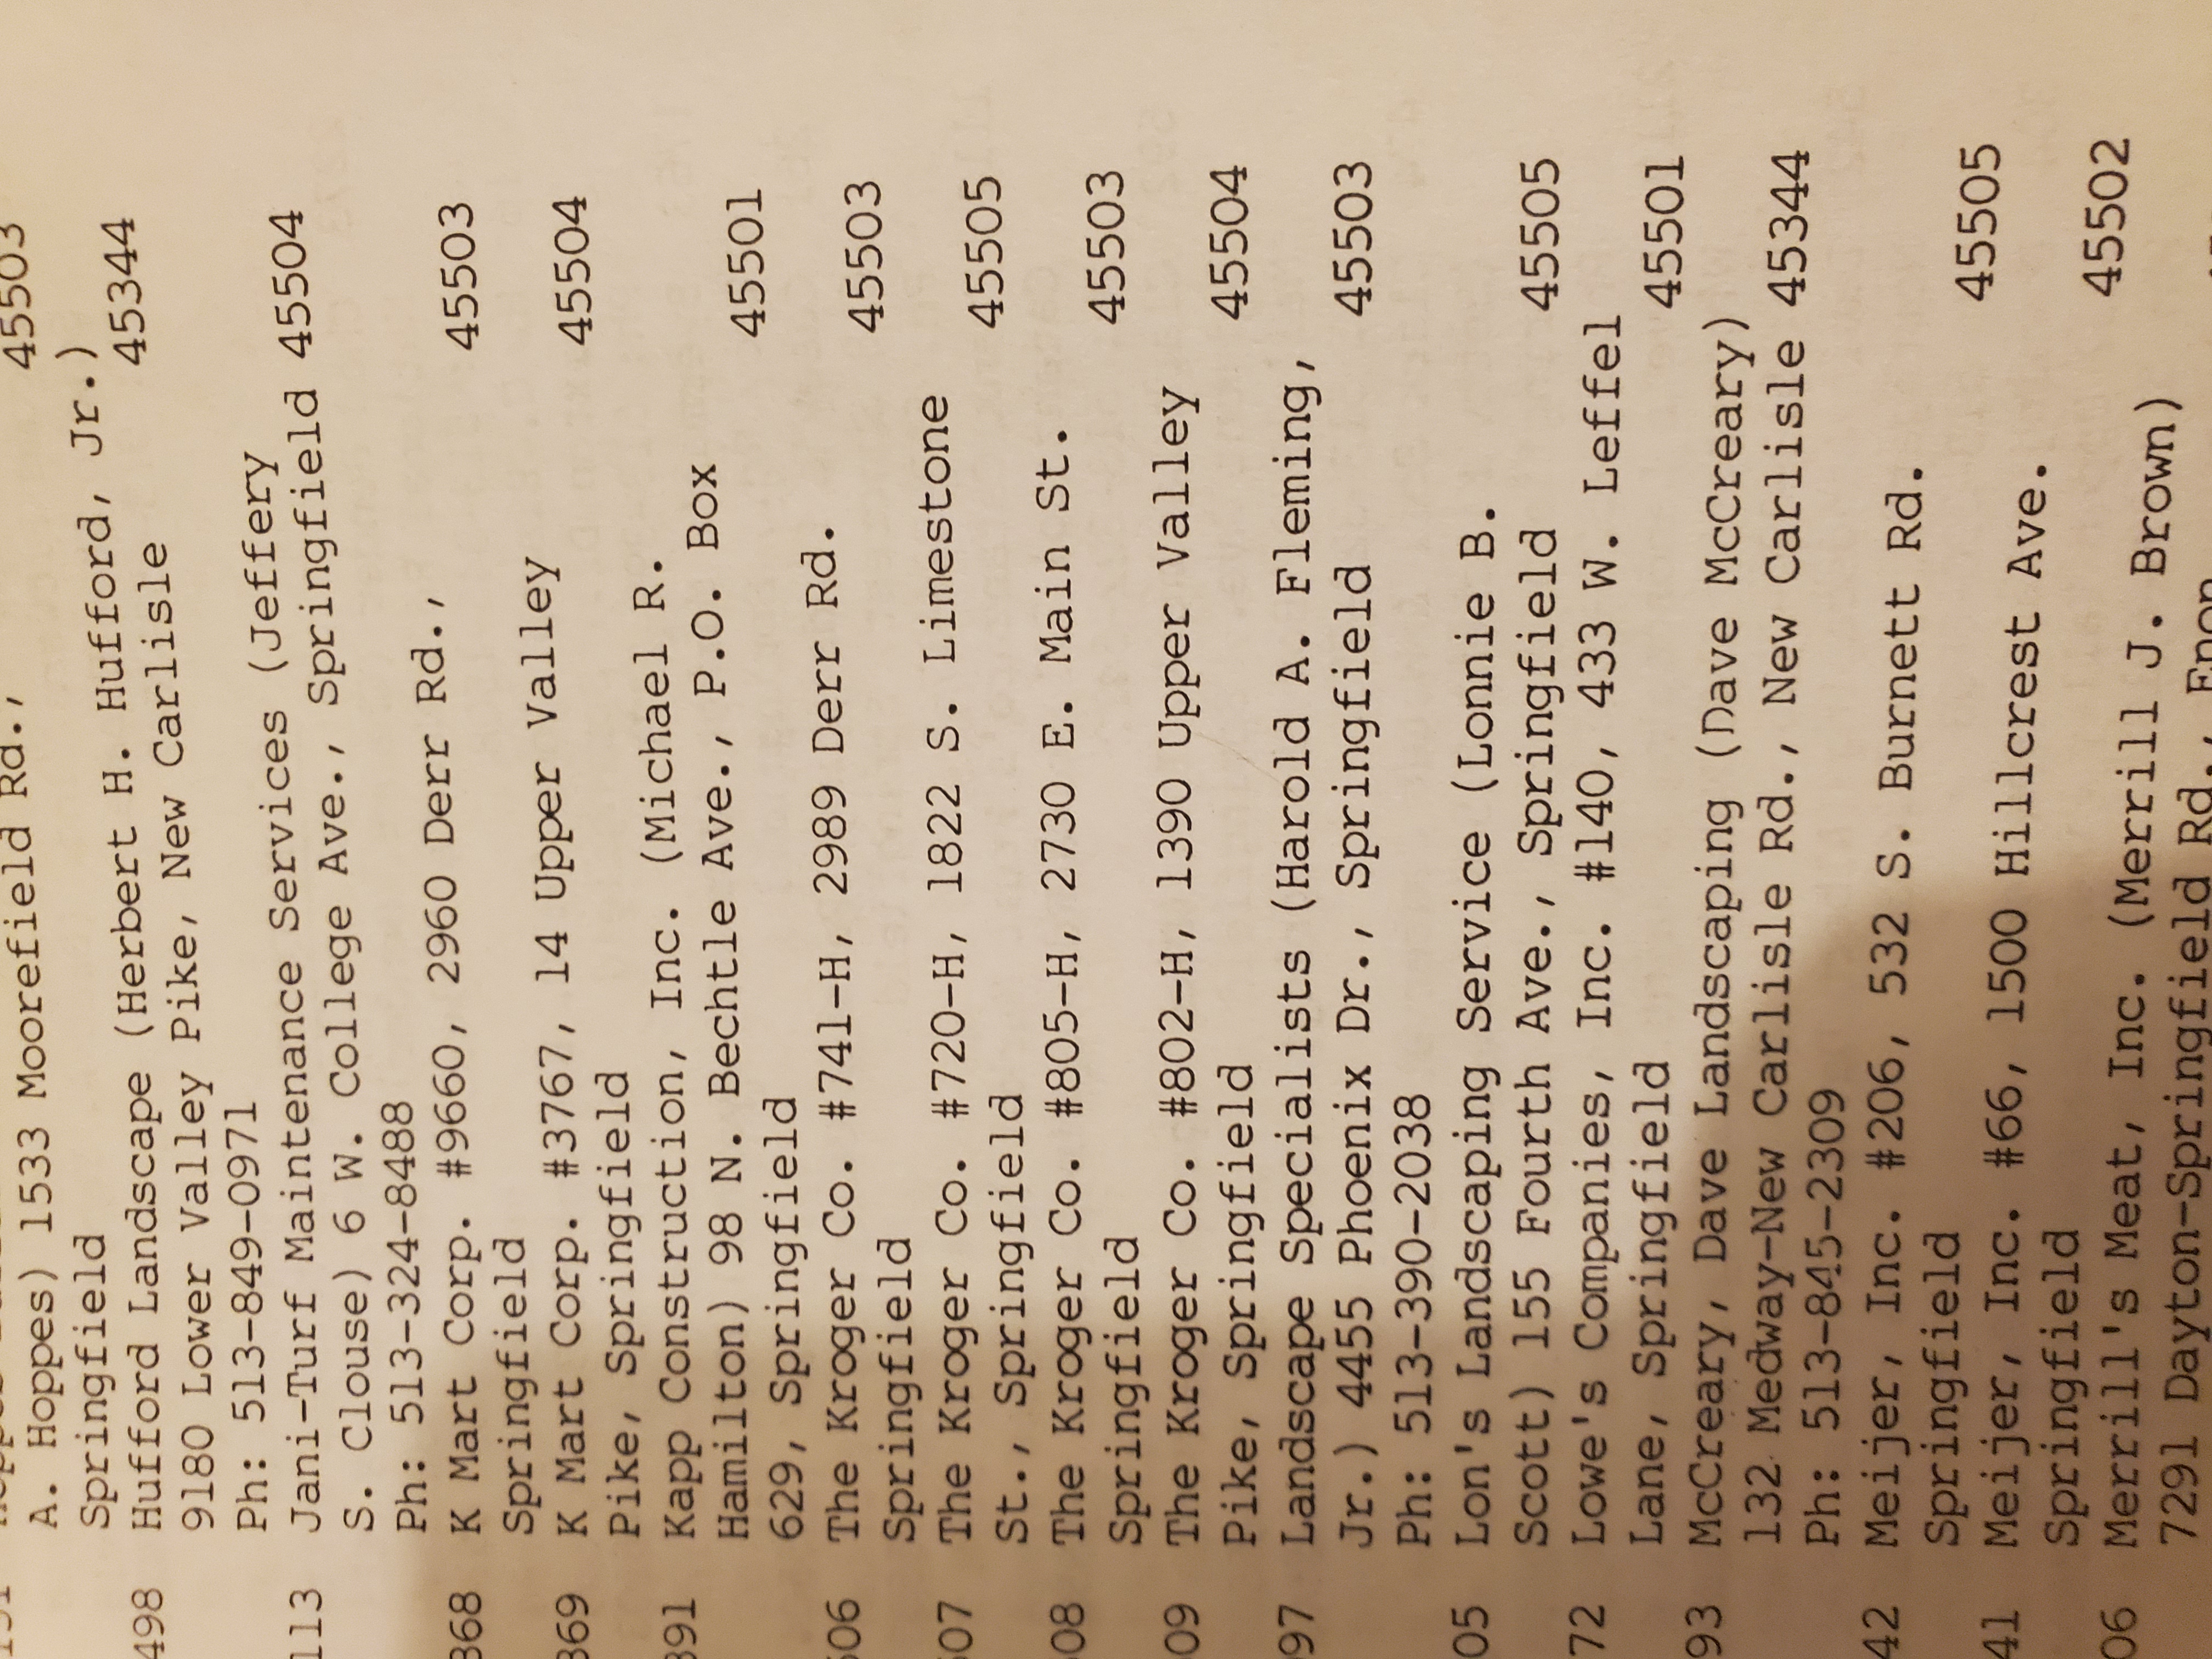 A. Hoppes) 1533 Moorefield Rd.,
Springfield 45503
498 Hufford Landscape (Herbert H. Hufford, Jr.)
9180 Lower Valley Pike, New Carlisle 45344
Ph: 513-849-0971
113 Jani-Turf Maintenance Services (Jeffery
S. Clouse) 6 W. College Ave., Springfield 45504
Ph: 513-324-8488
368 K Mart Corp. #9660, 2960 Derr Rd.,
Springfield 45503
369 K Mart Corp. #3767, 14 Upper Valley
Pike, Springfield 45504
391 Kapp Construction, Inc. (Michael R.
Hamilton) 98 N. Bechtle Ave., P.O. Box
629, Springfield 45501
606 The Kroger Co. #741-H, 2989 Derr Rd.
Springfield 45503
607 The Kroger Co. #720-H, 1822 S. Limestone
St., Springfield 45505
08 The Kroger Co. #805-H, 2730 E. Main St.
Springfield 45503
09 The Kroger Co. #802-H, 1390 Upper Valley
Pike, Springfield 45504
97 Landscape Specialists (Harold A. Fleming,
Jr.) 4455 Phoenix Dr., Springfield 45503
Ph: 513-390-2038
05 Lon's Landscaping Service (Lonnie B.
Scott) 155 Fourth Ave., Springfield 45505
72 Lowe's Companies, Inc. #140, 433 W. Leffel
Lane, Springfield 45501
93 McCreary, Dave Landscaping (Dave McCreary)
132 Medway-New Carlisle Rd., New Carlisle 45344
Ph: 513-845-2309
42 Meijer, Inc. #206, 532 S. Burnett Rd.
Springfield 45505
41 Meijer, Inc. #66, 1500 Hillcrest Ave.
Springfield 45502
06 Merrill's Meat, Inc. (Merrill J. Brown)
7291 Dayton-Springfield Rd., Enon